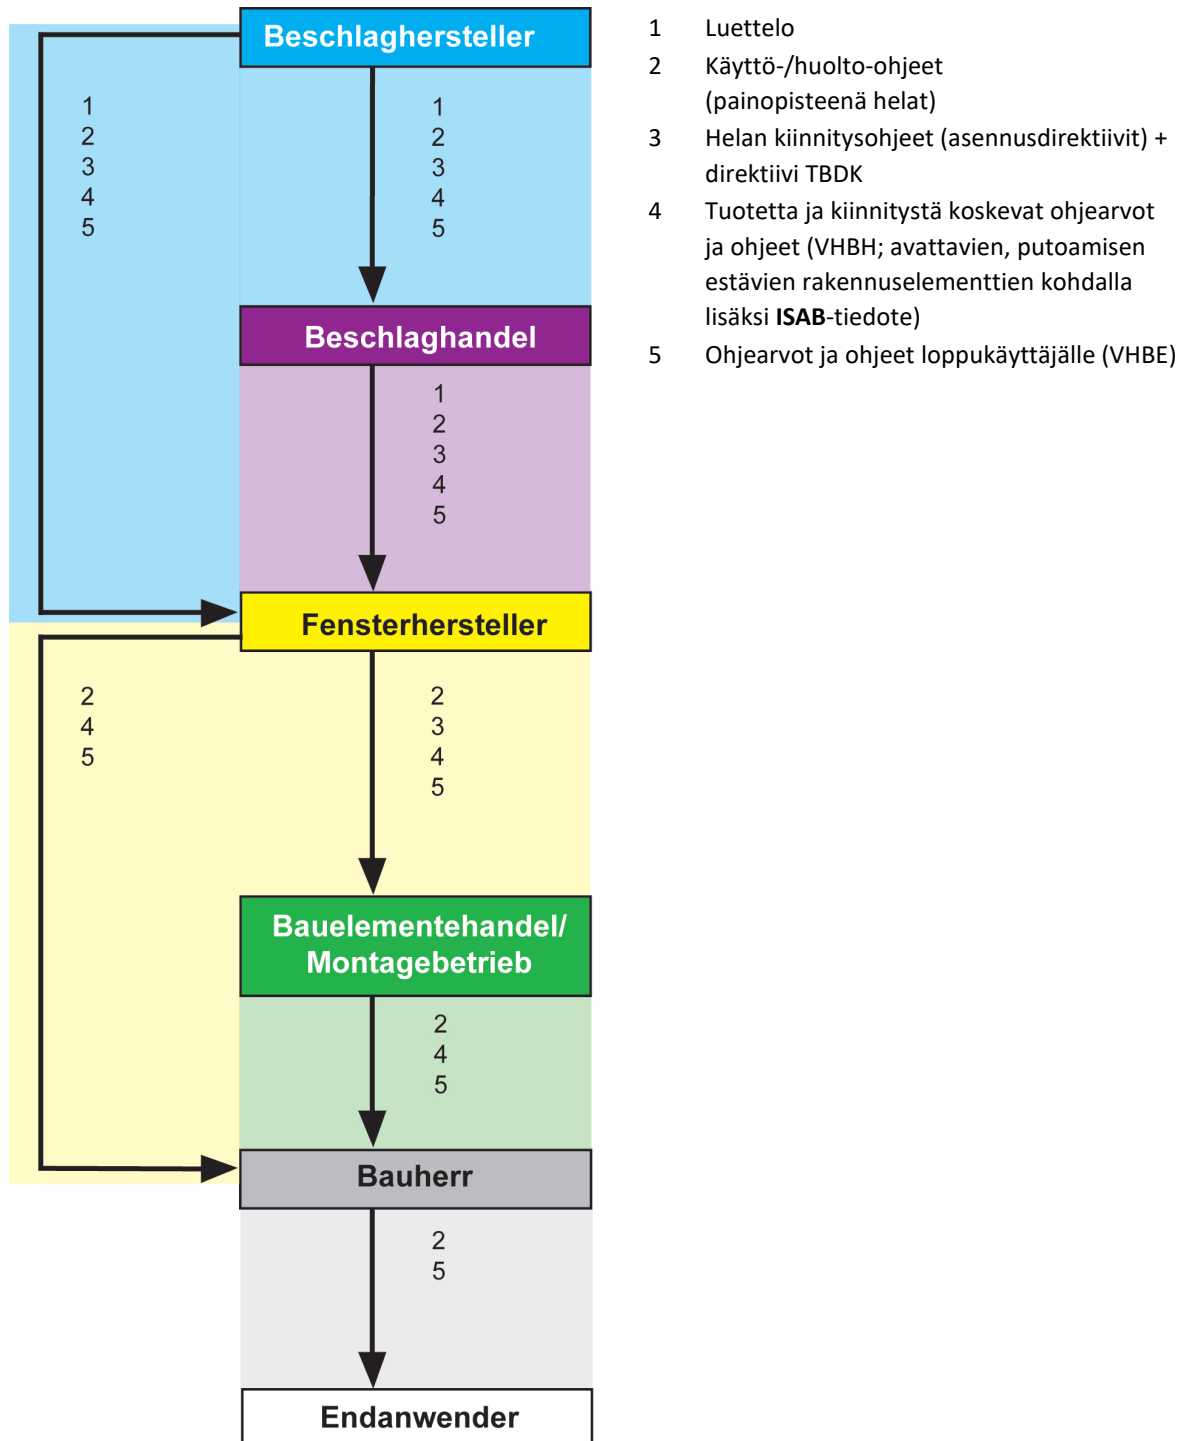 Beschlaghersteller
1
2
3
4
5
1
2
3
4
5
Beschlaghandel
1
2
3
4
5
Fensterhersteller
2
4
5
2
3
4
5
Bauelementehandel/
Montagebetrieb
2
4
5
Bauherr
2
5
Endanwender
1 Luettelo
2 Käyttö-/huolto-ohjeet
(painopisteenä helat)
3 Helan kiinnitysohjeet (asennusdirektiivit) +
direktiivi TBDK
4 Tuotetta ja kiinnitystä koskevat ohjearvot
ja ohjeet (VHBH; avattavien, putoamisen
estävien rakennuselementtien kohdalla
lisäksi ISAB-tiedote)
5 Ohjearvot ja ohjeet loppukäyttäjälle (VHBE)